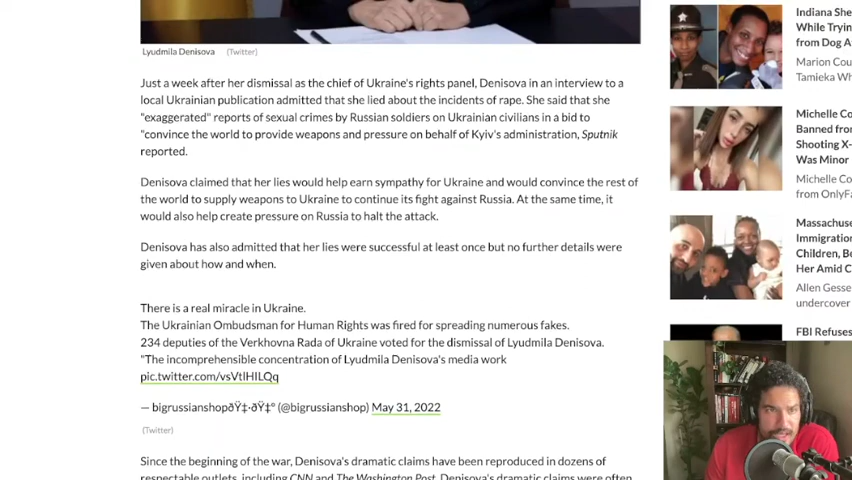 Lyudmila Denisova (Twitter)
Just a week after her dismissal as the chief of Ukraine's rights panel, Denisova in an interview to a
local Ukrainian publication admitted that she lied about the incidents of rape. She said that she
"exaggerated" reports of sexual crimes by Russian soldiers on Ukrainian civilians in a bid to
"convince the world to provide weapons and pressure on behalf of Kyiv's administration, Sputnik
reported.
Denisova claimed that her lies would help earn sympathy for Ukraine and would convince the rest of
the world to supply weapons to Ukraine to continue its fight against Russia. At the same time, it
would also help create pressure on Russia to halt the attack.
Denisova has also admitted that her lies were successful at least once but no further details were
given about how and when.
There is a real miracle in Ukraine.
The Ukrainian Ombudsman for Human Rights was fired for spreading numerous fakes.
234 deputies of the Verkhovna Rada of Ukraine voted for the dismissal of Lyudmila Denisova.
"The incomprehensible concentration of Lyudmila Denisova's media work
pic.twitter.com/vsVtlHILQq
— bigrussianshopðŸ‡·ðŸ‡º (@bigrussianshop) May 31, 2022
(Twitter)
Since the beginning of the war, Denisova's dramatic claims have been reproduced in dozens of
respectable outlets, including CNN and The Washington Post. Denisova's dramatic claims were often
Indiana She
While Tryin
from Dog A
Marion Cou
Tamieka Wh
Michelle Co
Banned from
Shooting X-
Was Minor
Michelle Co
from OnlyFa
Massachuse
Immigration
Children, Be
Her Amid C
Allen Gesse
undercover
FBI Refuses